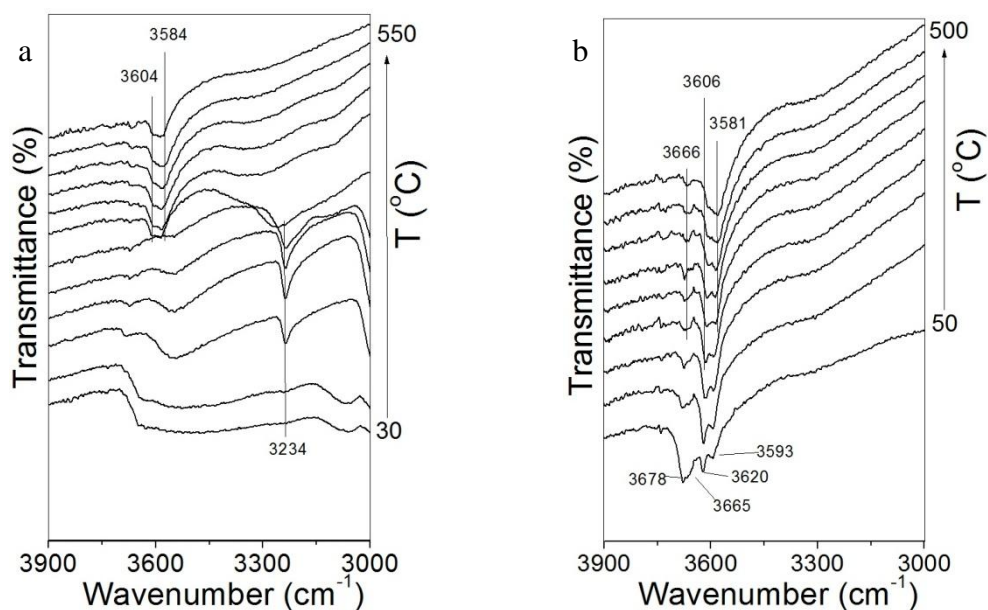 a
3584
3604
550
30
3234
T (°C)
Transmittance (%)
3900 3600 3300 3000
Wavenumber (cm⁻¹)
b
3606
3581
3666
500
50
3593
3678
3620
3665
T (°C)
Transmittance (%)
3900 3600 3300 3000
Wavenumber (cm⁻¹)